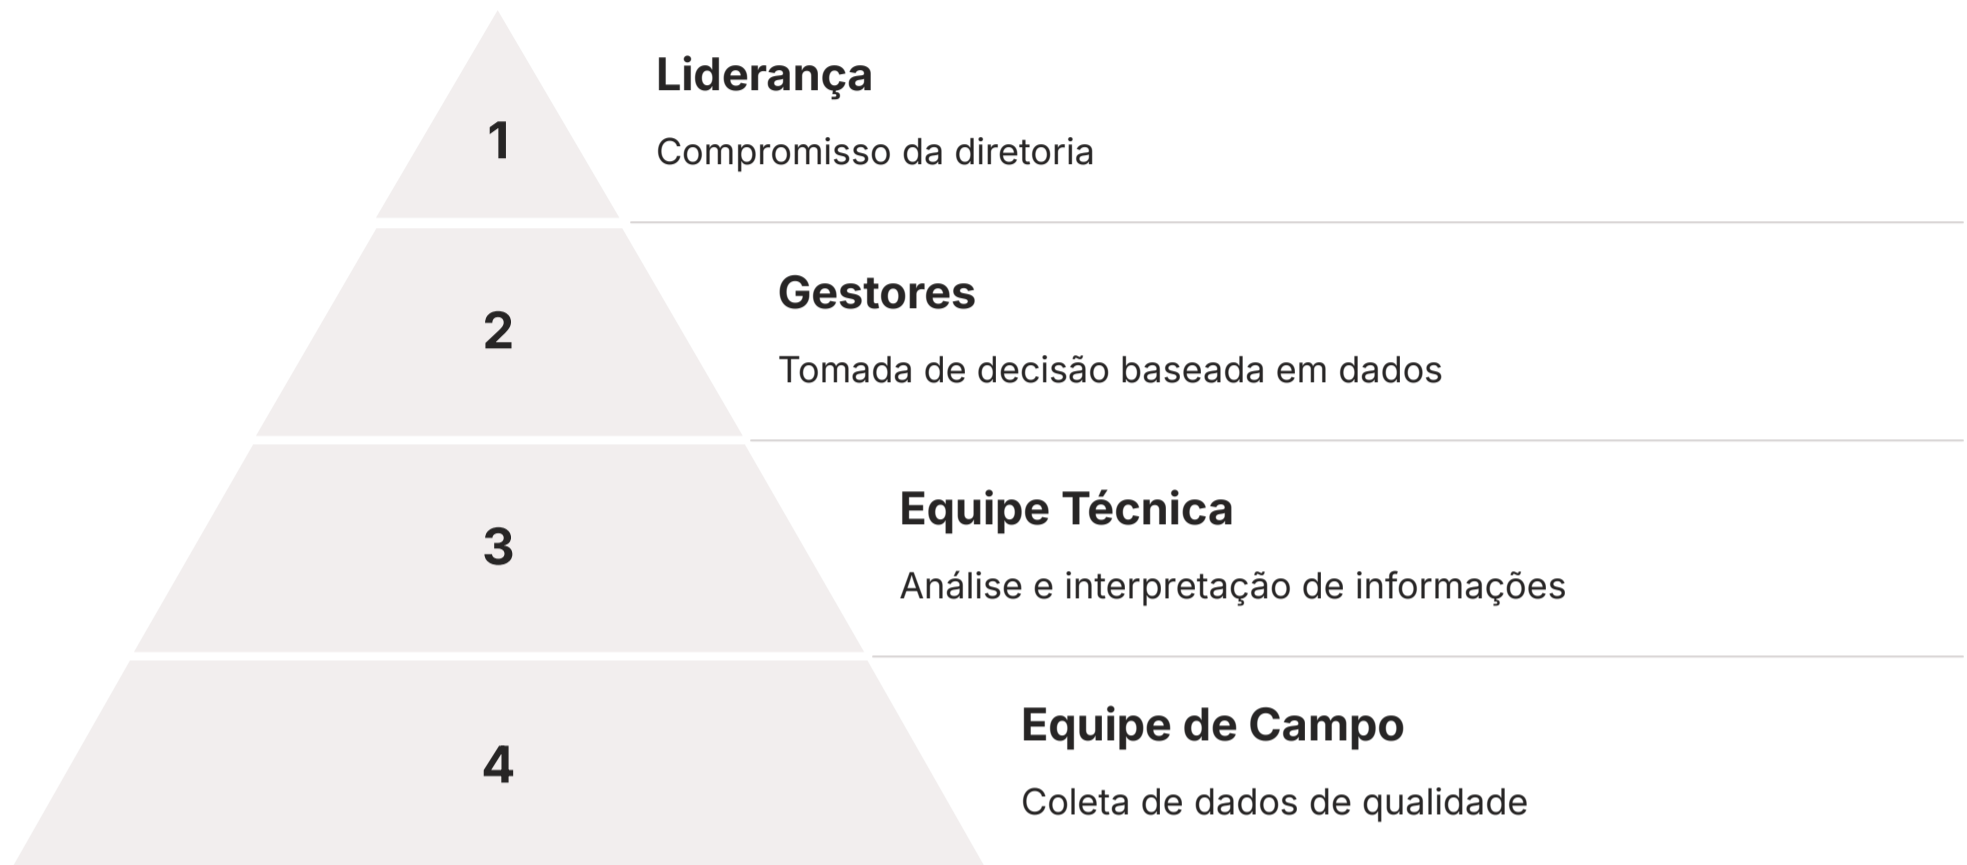 1
Liderança
Compromisso da diretoria
2
Gestores
Tomada de decisão baseada em dados
3
Equipe Técnica
Análise e interpretação de informações
4
Equipe de Campo
Coleta de dados de qualidade